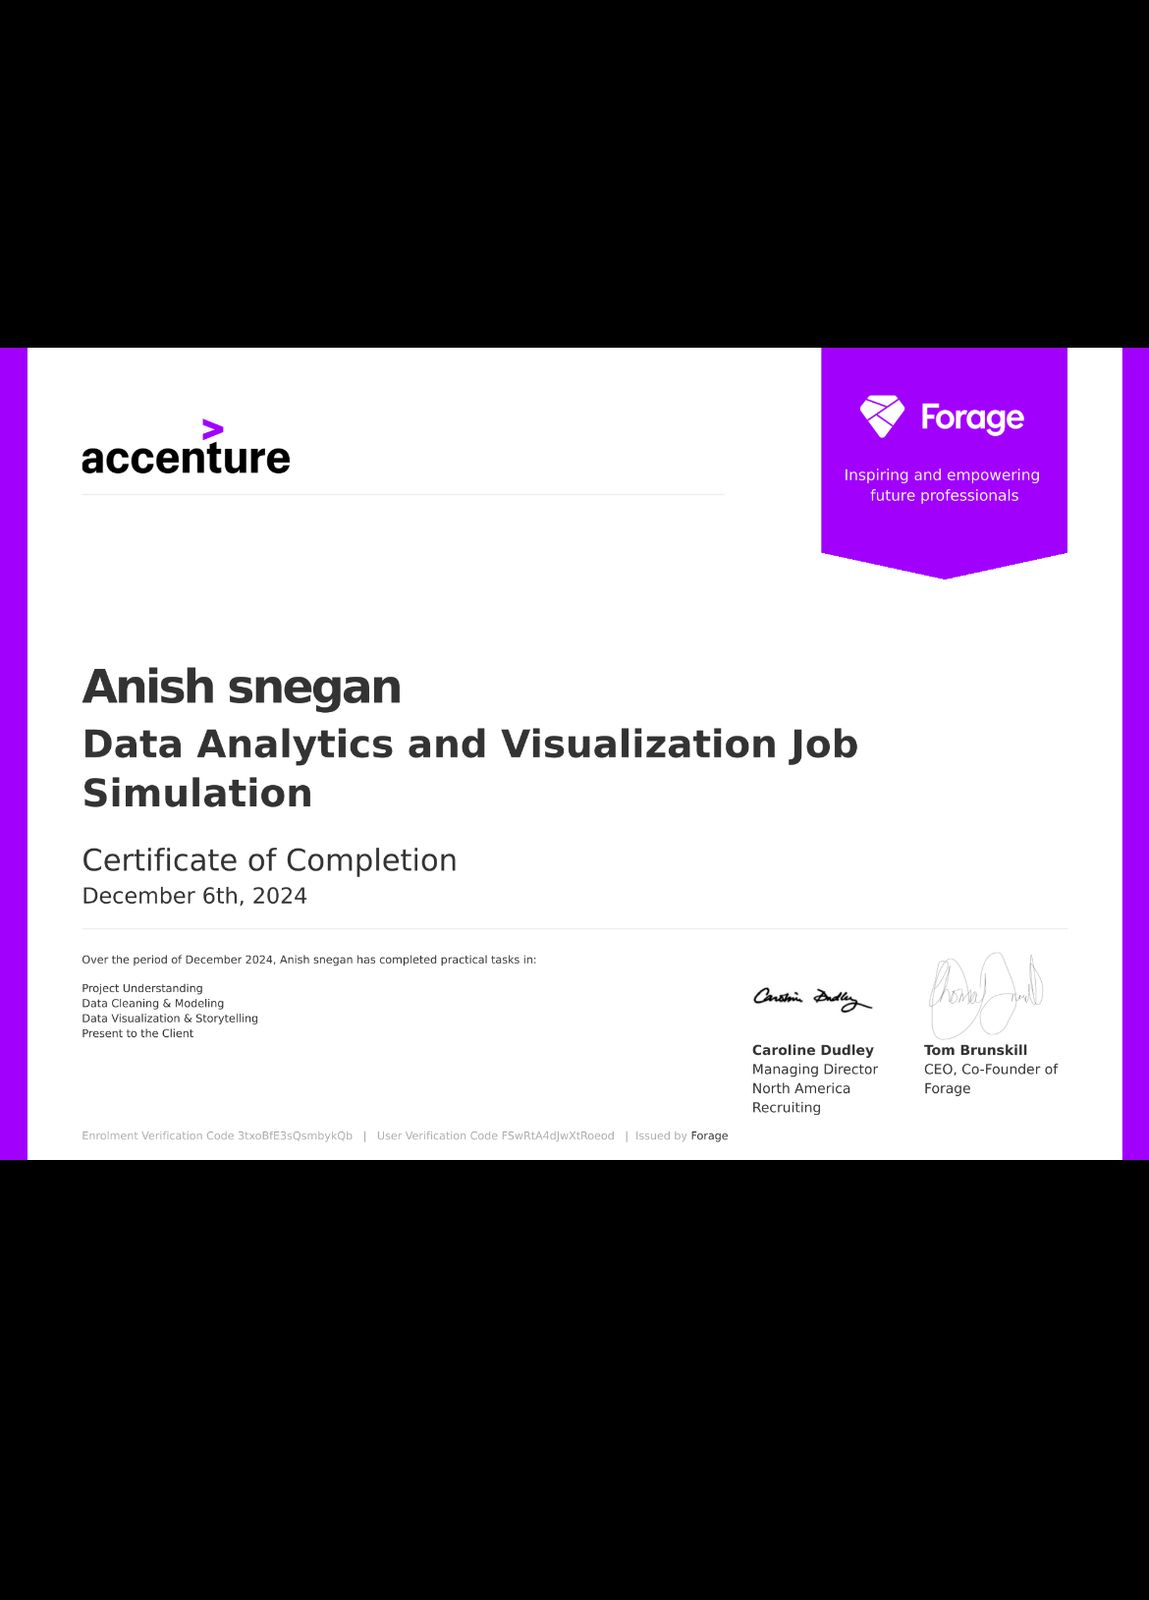 accenture
Forage
Inspiring and empowering
future professionals
Anish snegan
Data Analytics and Visualization Job
Simulation
Certificate of Completion
December 6th, 2024
Over the period of December 2024, Anish snegan has completed practical tasks in:
Project Understanding
Data Cleaning & Modeling
Data Visualization & Storytelling
Present to the Client
Caroline Dudley
Caroline Dudley
Managing Director
North America
Recruiting
Tom Brunskill
CEO, Co-Founder of
Forage
Enrolment Verification Code 3txoBfE3sQsmbykQb | User Verification Code FSwRtA4dJwXtRoeod | Issued by Forage